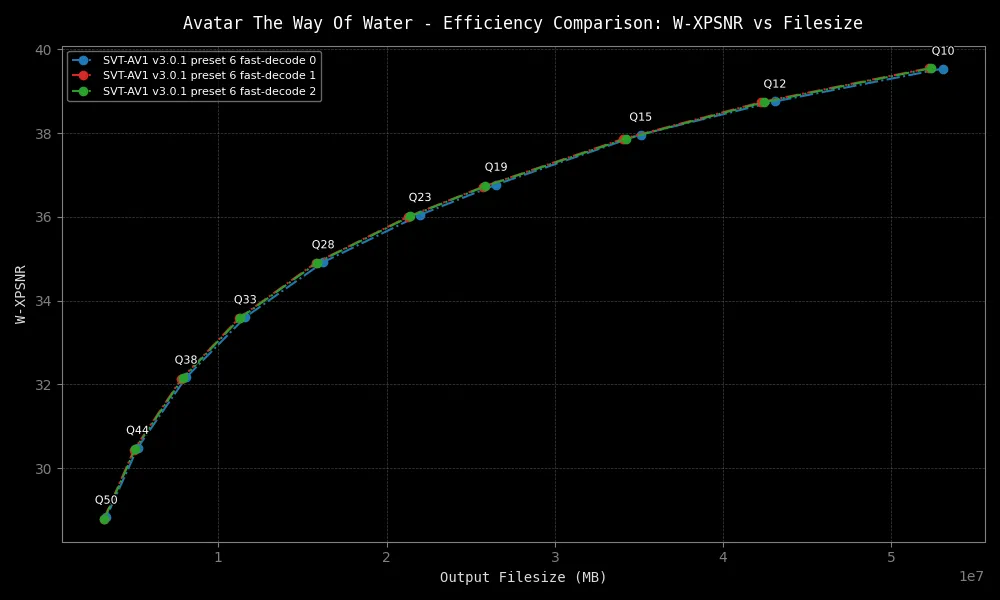 Avatar The Way Of Water - Efficiency Comparison: W-XPSNR vs Filesize
SVT-AV1 v3.0.1 preset 6 fast-decode 0
SVT-AV1 v3.0.1 preset 6 fast-decode 1
SVT-AV1 v3.0.1 preset 6 fast-decode 2
W-XPSNR
40
38
36
34
32
30
Q10
Q12
Q15
Q19
Q23
Q28
Q33
Q38
Q44
Q50
1 2 3 4 5
1e7
Output Filesize (MB)